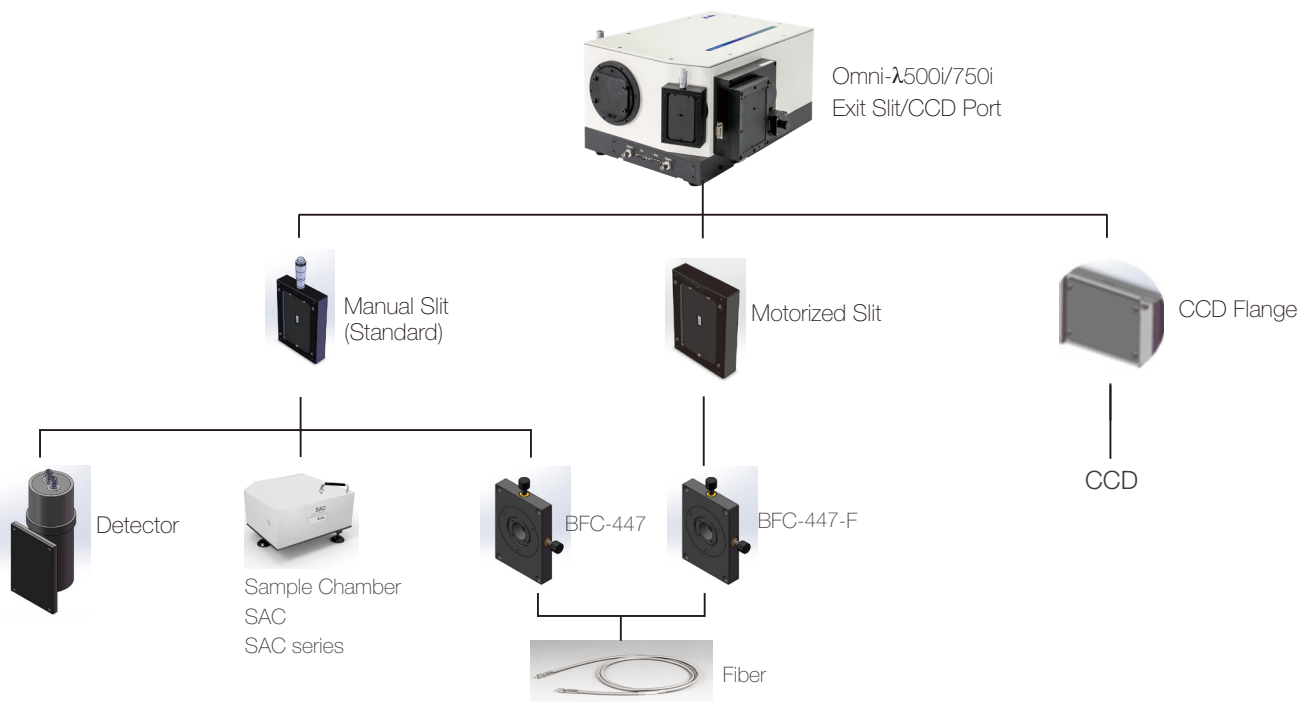 Omni-λ500i/750i
Exit Slit/CCD Port
Manual Slit
(Standard)
Motorized Slit
CCD Flange
Detector
SAC
Sample Chamber
SAC
SAC series
BFC-447
BFC-447-F
CCD
Fiber